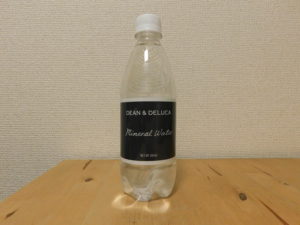 DEAN & DELUCA
Mineral Water